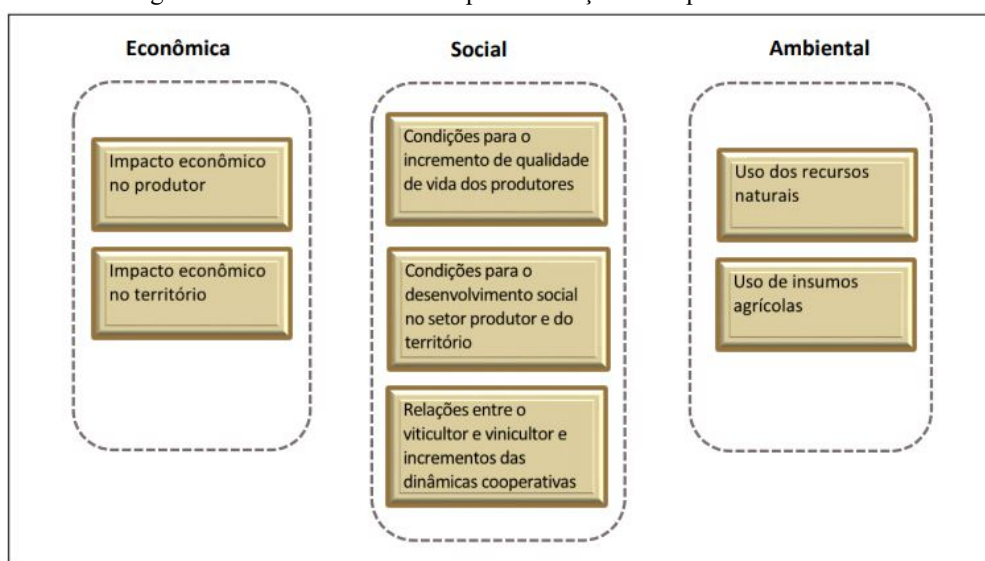 Econômica
Impacto econômico
no produtor
Impacto econômico
no território
Social
Condições para o
incremento de qualidade
de vida dos produtores
Condições para o
desenvolvimento social
no setor produtor e do
território
Relações entre o
viticultor e vinicultor e
incrementos das
dinâmicas cooperativas
Ambiental
Uso dos recursos
naturais
Uso de insumos
agrícolas